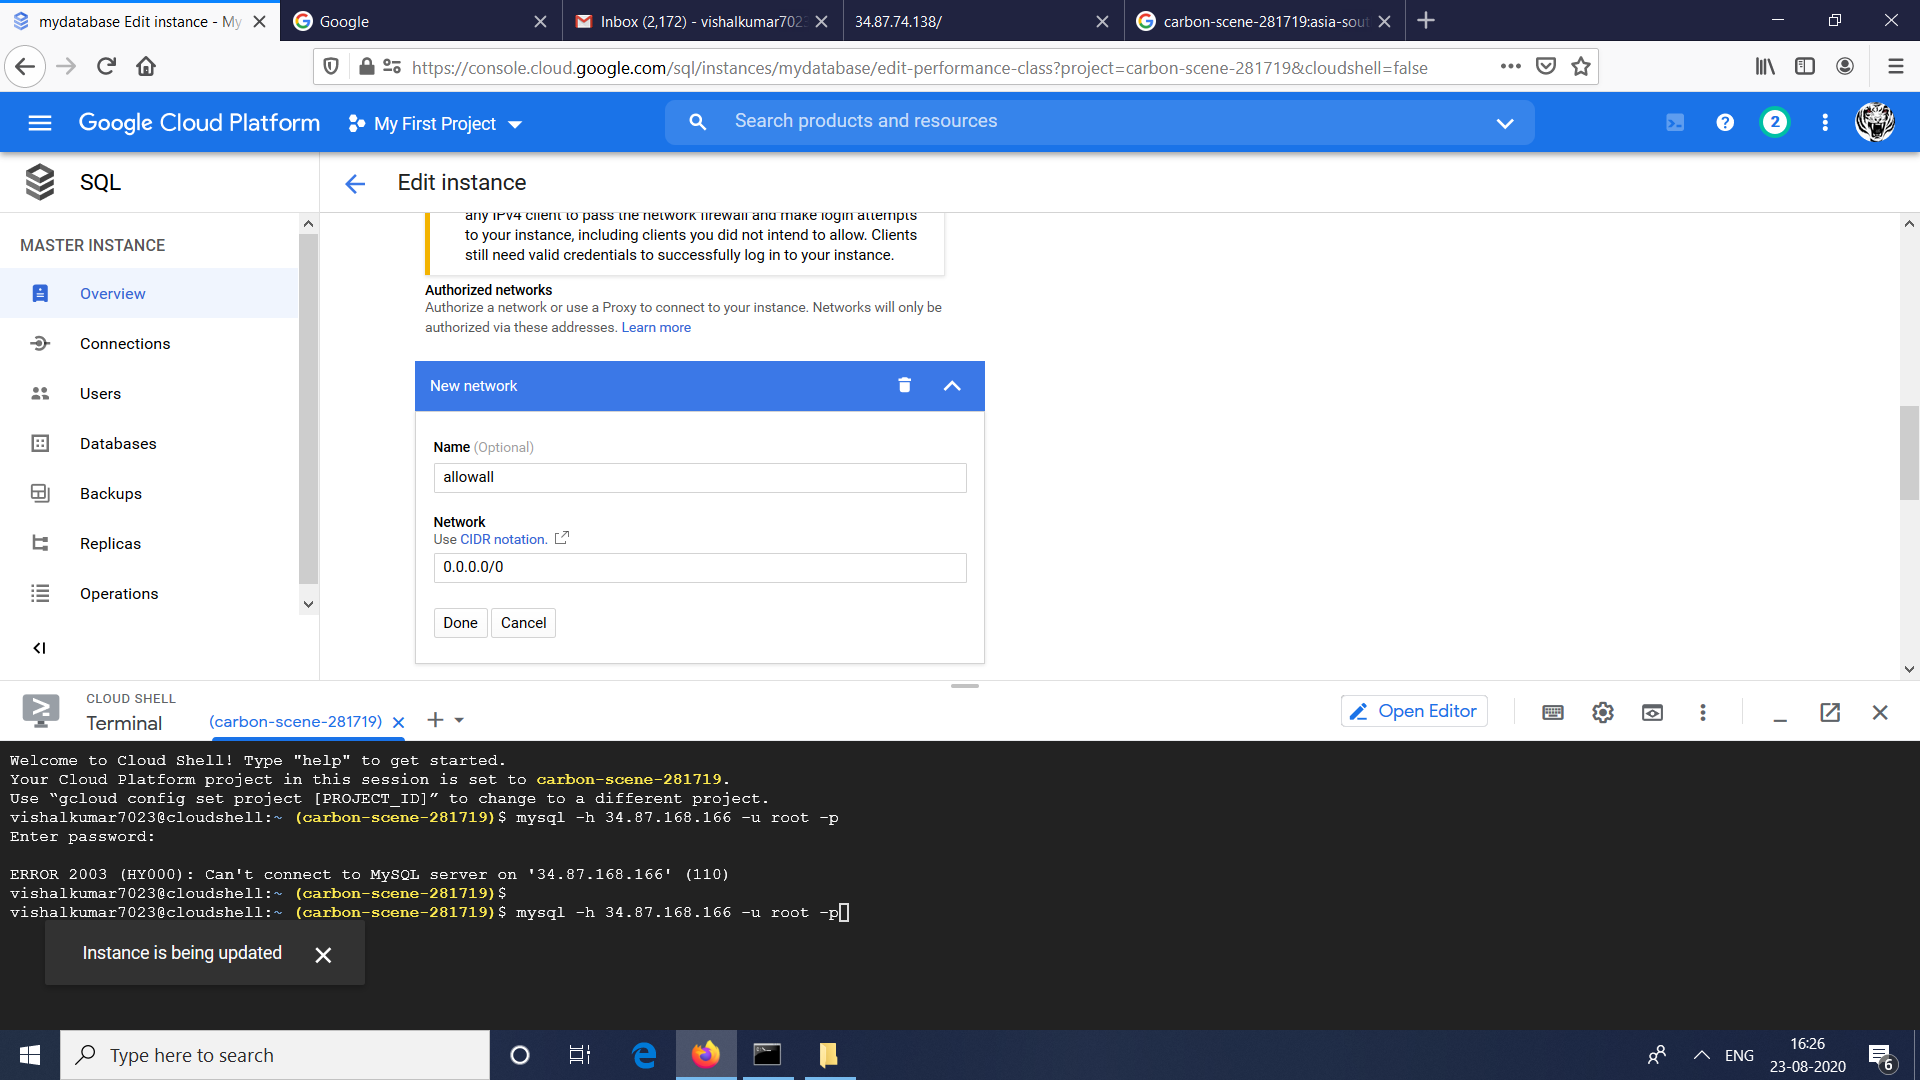 mydatabase Edit instance - My
Google
Inbox (2,172) - vishalkumar702
34.87.74.138/
carbon-scene-281719:asia-sout
https://console.cloud.google.com/sql/instances/mydatabase/edit-performance-class?project=carbon-scene-281719&cloudshell=false
Google Cloud Platform
My First Project
Search products and resources
2
SQL
Edit instance
MASTER INSTANCE
Overview
Connections
Users
Databases
Backups
Replicas
Operations
any IPv4 client to pass the network firewall and make login attempts
to your instance, including clients you did not intend to allow. Clients
still need valid credentials to successfully log in to your instance.
Authorized networks
Authorize a network or use a Proxy to connect to your instance. Networks will only be
authorized via these addresses. Learn more
New network
Name (Optional)
allowall
Network
Use CIDR notation.
0.0.0.0/0
Done Cancel
CLOUD SHELL
Terminal
(carbon-scene-281719)
Open Editor
Welcome to Cloud Shell! Type "help" to get started.
Your Cloud Platform project in this session is set to carbon-scene-281719.
Use “gcloud config set project [PROJECT_ID]” to change to a different project.
vishalkumar7023@cloudshell:~ (carbon-scene-281719)$ mysql -h 34.87.168.166 -u root -p
Enter password:
ERROR 2003 (HY000): Can't connect to MySQL server on '34.87.168.166' (110)
vishalkumar7023@cloudshell:~ (carbon-scene-281719)$
vishalkumar7023@cloudshell:~ (carbon-scene-281719)$ mysql -h 34.87.168.166 -u root -p
Instance is being updated
Type here to search
ENG
16:26
23-08-2020
6